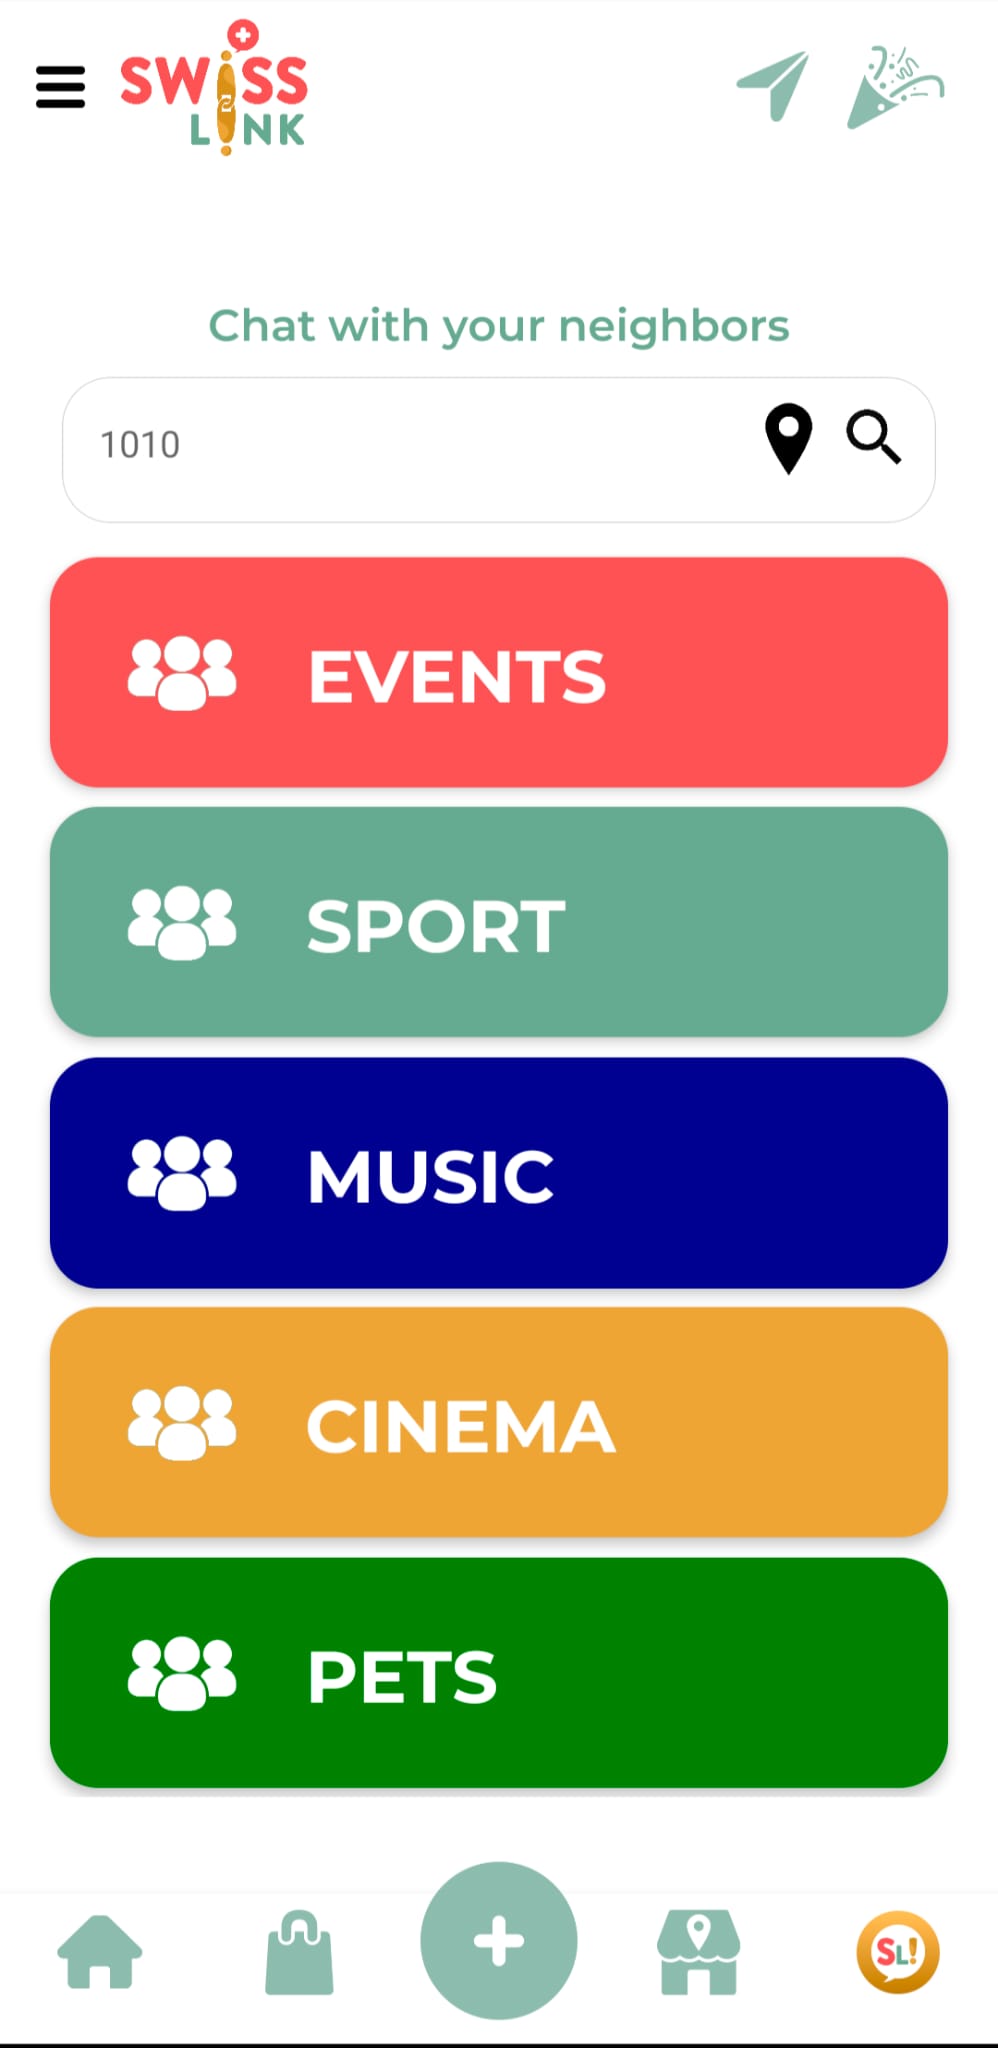 SWiSS
LINK
Chat with your neighbors
1010
EVENTS
SPORT
MUSIC
CINEMA
PETS
SL!